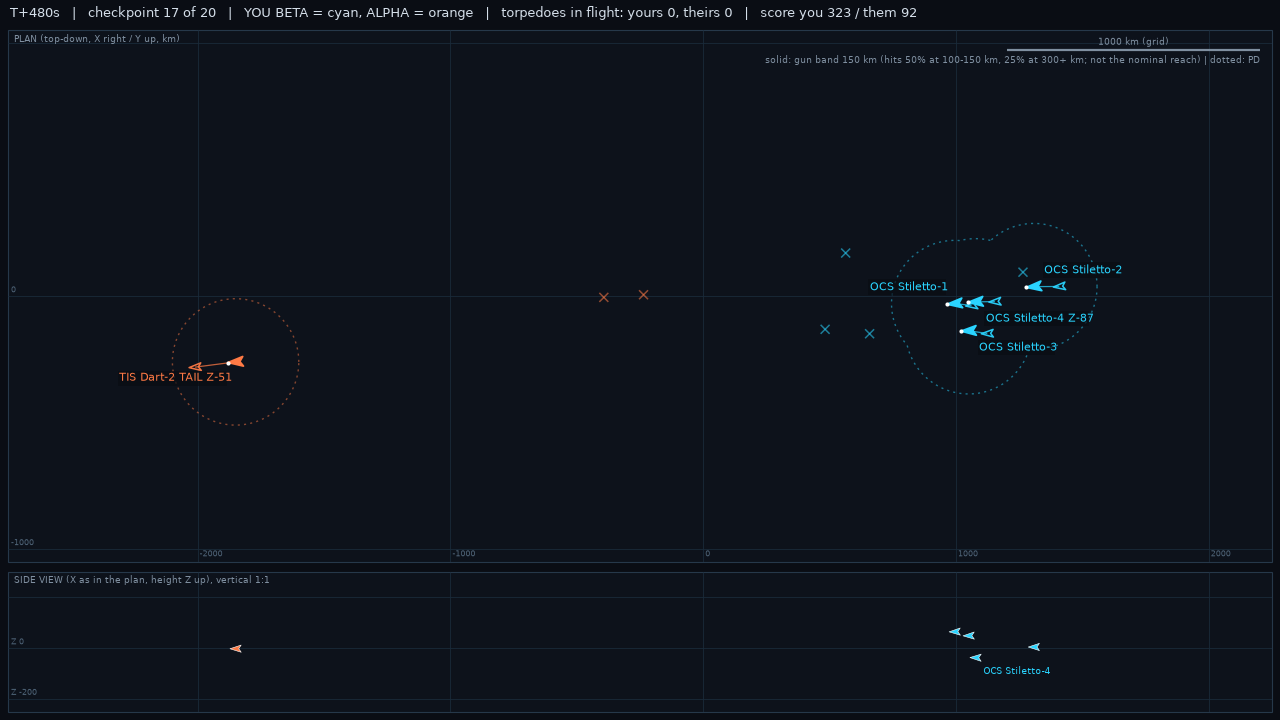 T+480s | checkpoint 17 of 20 | YOU BETA = cyan, ALPHA = orange | torpedoes in flight: yours 0, theirs 0 | score you 323 / them 92
PLAN (top-down, X right / Y up, km)
1000 km (grid)
solid: gun band 150 km (hits 50% at 100-150 km, 25% at 300+ km; not the nominal reach) | dotted: PD
OCS Stiletto-2
OCS Stiletto-1
0
OCS Stiletto-4 Z-87
OCS Stiletto-3
TIS Dart-2 TAIL Z-51
-1000
-2000
-1000
0
1000
2000
SIDE VIEW (X as in the plan, height Z up), vertical 1:1
Z 0
OCS Stiletto-4
Z -200